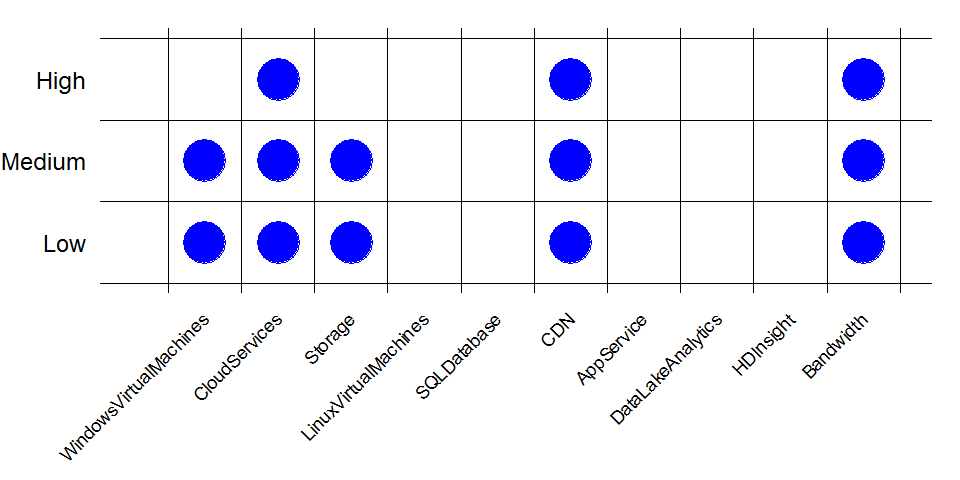 High
Medium
Low
WindowsVirtualMachines
CloudServices
Storage
LinuxVirtualMachines
SQLDatabase
CDN
AppService
DataLakeAnalytics
HDInsight
Bandwidth